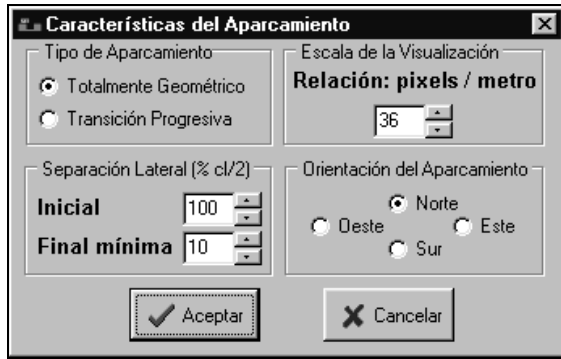 Características del Aparcamiento
Tipo de Aparcamiento
Totalmente Geométrico
Transición Progresiva
Escala de la Visualización
Relación: pixels / metro
36
Separación Lateral (% cl/2)
Inicial 100
Final mínima 10
Orientación del Aparcamiento
Norte
Oeste Este
Sur
Aceptar
Cancelar